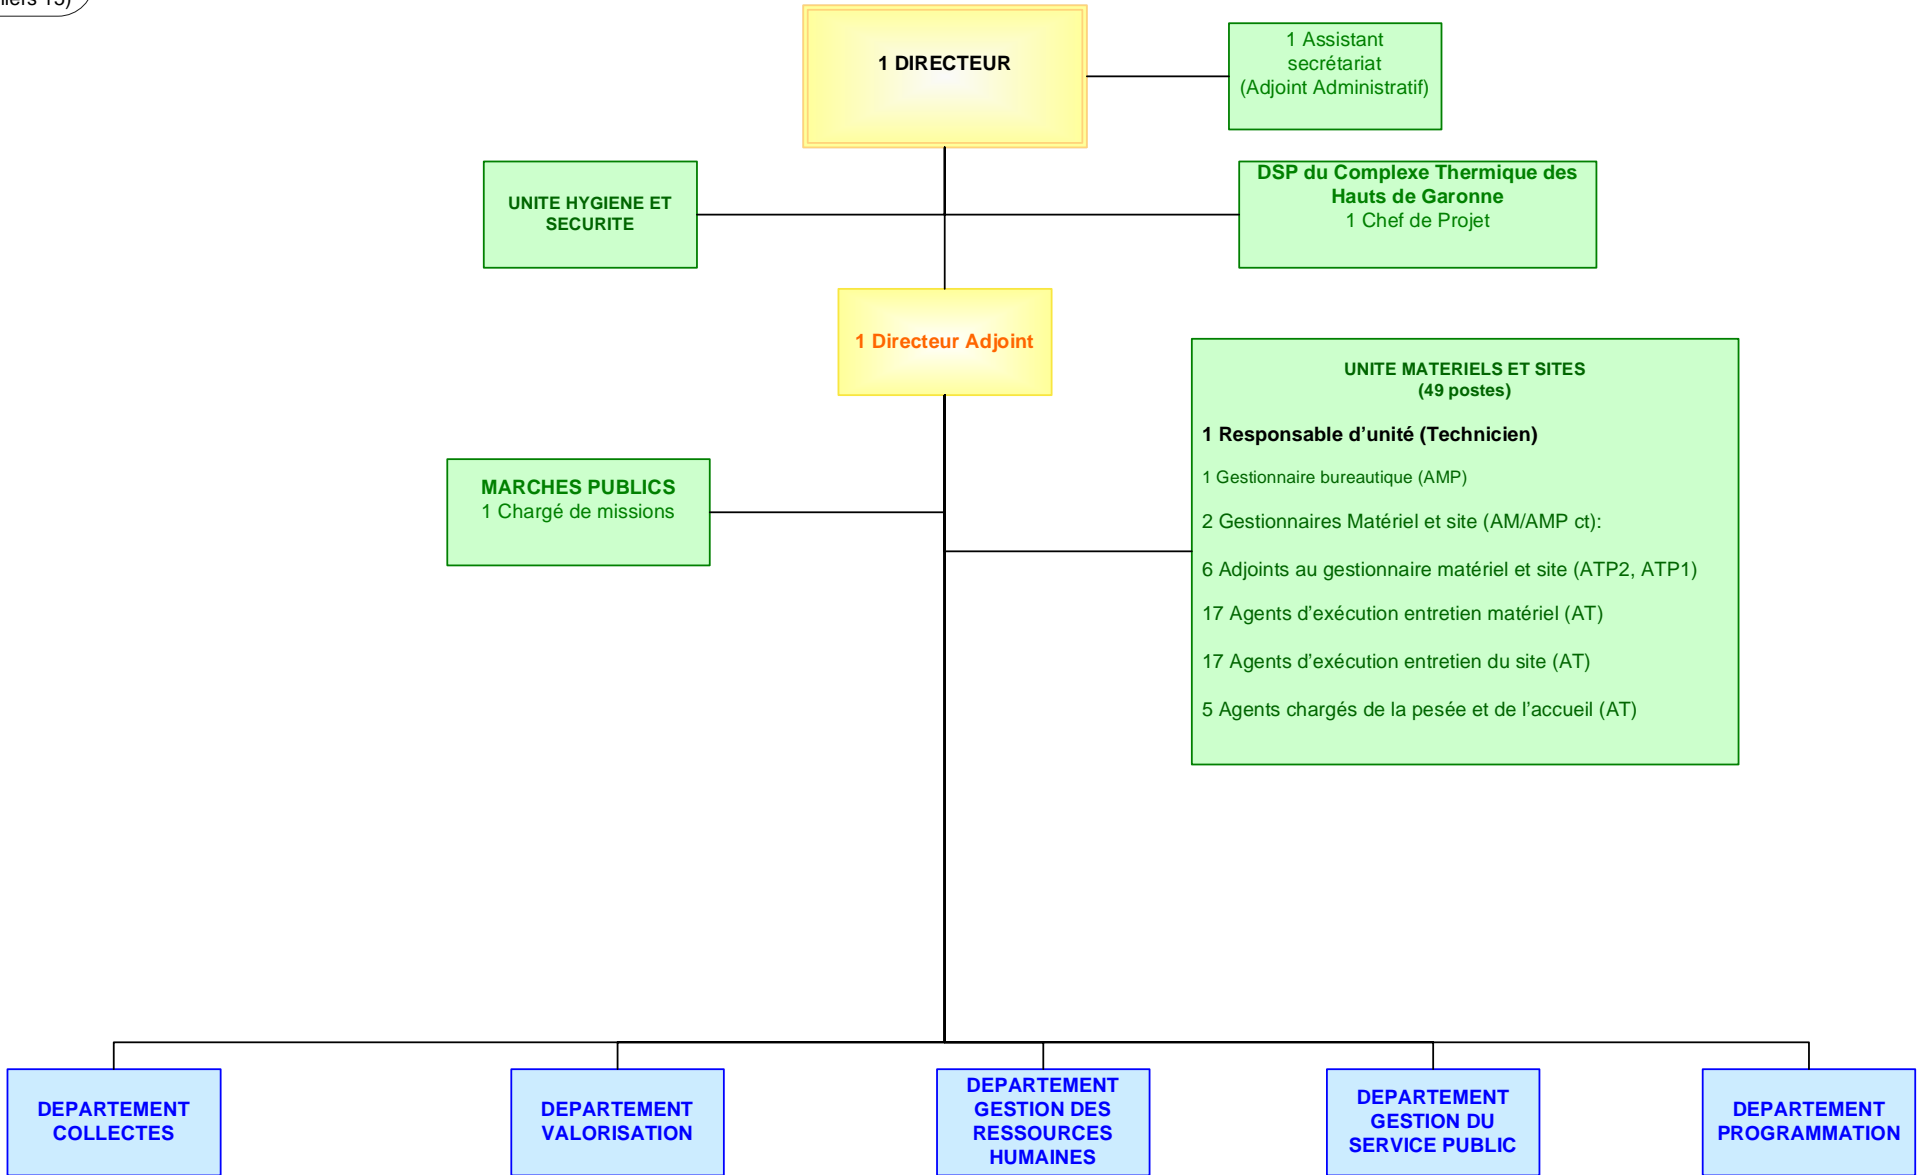 15)
1 DIRECTEUR
1 Assistant
secrétariat
(Adjoint Administratif)
UNITE HYGIENE ET
SECURITE
DSP du Complexe Thermique des
Hauts de Garonne
1 Chef de Projet
1 Directeur Adjoint
UNITE MATERIELS ET SITES
(49 postes)
1 Responsable d’unité (Technicien)
1 Gestionnaire bureautique (AMP)
2 Gestionnaires Matériel et site (AM/AMP ct):
6 Adjoints au gestionnaire matériel et site (ATP2, ATP1)
17 Agents d’exécution entretien matériel (AT)
17 Agents d’exécution entretien du site (AT)
5 Agents chargés de la pesée et de l’accueil (AT)
MARCHES PUBLICS
1 Chargé de missions
DEPARTEMENT
COLLECTES
DEPARTEMENT
VALORISATION
DEPARTEMENT
GESTION DES
RESSOURCES
HUMAINES
DEPARTEMENT
GESTION DU
SERVICE PUBLIC
DEPARTEMENT
PROGRAMMATION